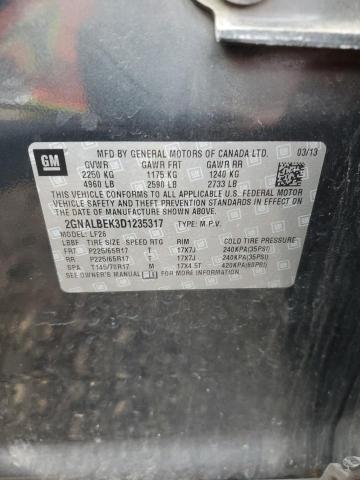 GM
MFD BY GENERAL MOTORS OF CANADA LTD. 03/13
GVWR GAWR FRT GAWR RR
2250 KG 1175 KG 1240 KG
4960 LB 2590 LB 2733 LB
THIS VEHICLE CONFORMS TO ALL APPLICABLE U.S. FEDERAL MOTOR
VEHICLE SAFETY AND THEFT PREVENTION STANDARDS IN EFFECT ON
THE DATE OF MANUFACTURE SHOWN ABOVE.
2GNALBEK3D1235317 TYPE: M.P.V.
MODEL: LF26
TIRE SIZE SPEED RTG RIM COLD TIRE PRESSURE
FRT P225/65R17 T 17X7J 240KPA(35PSI)
RR P225/65R17 T 17X7J 240KPA(35PSI)
SPA T145/70R17 M 17X4.5T 420KPA(60PSI)
SEE OWNER'S MANUAL FOR MORE INFORMATION.